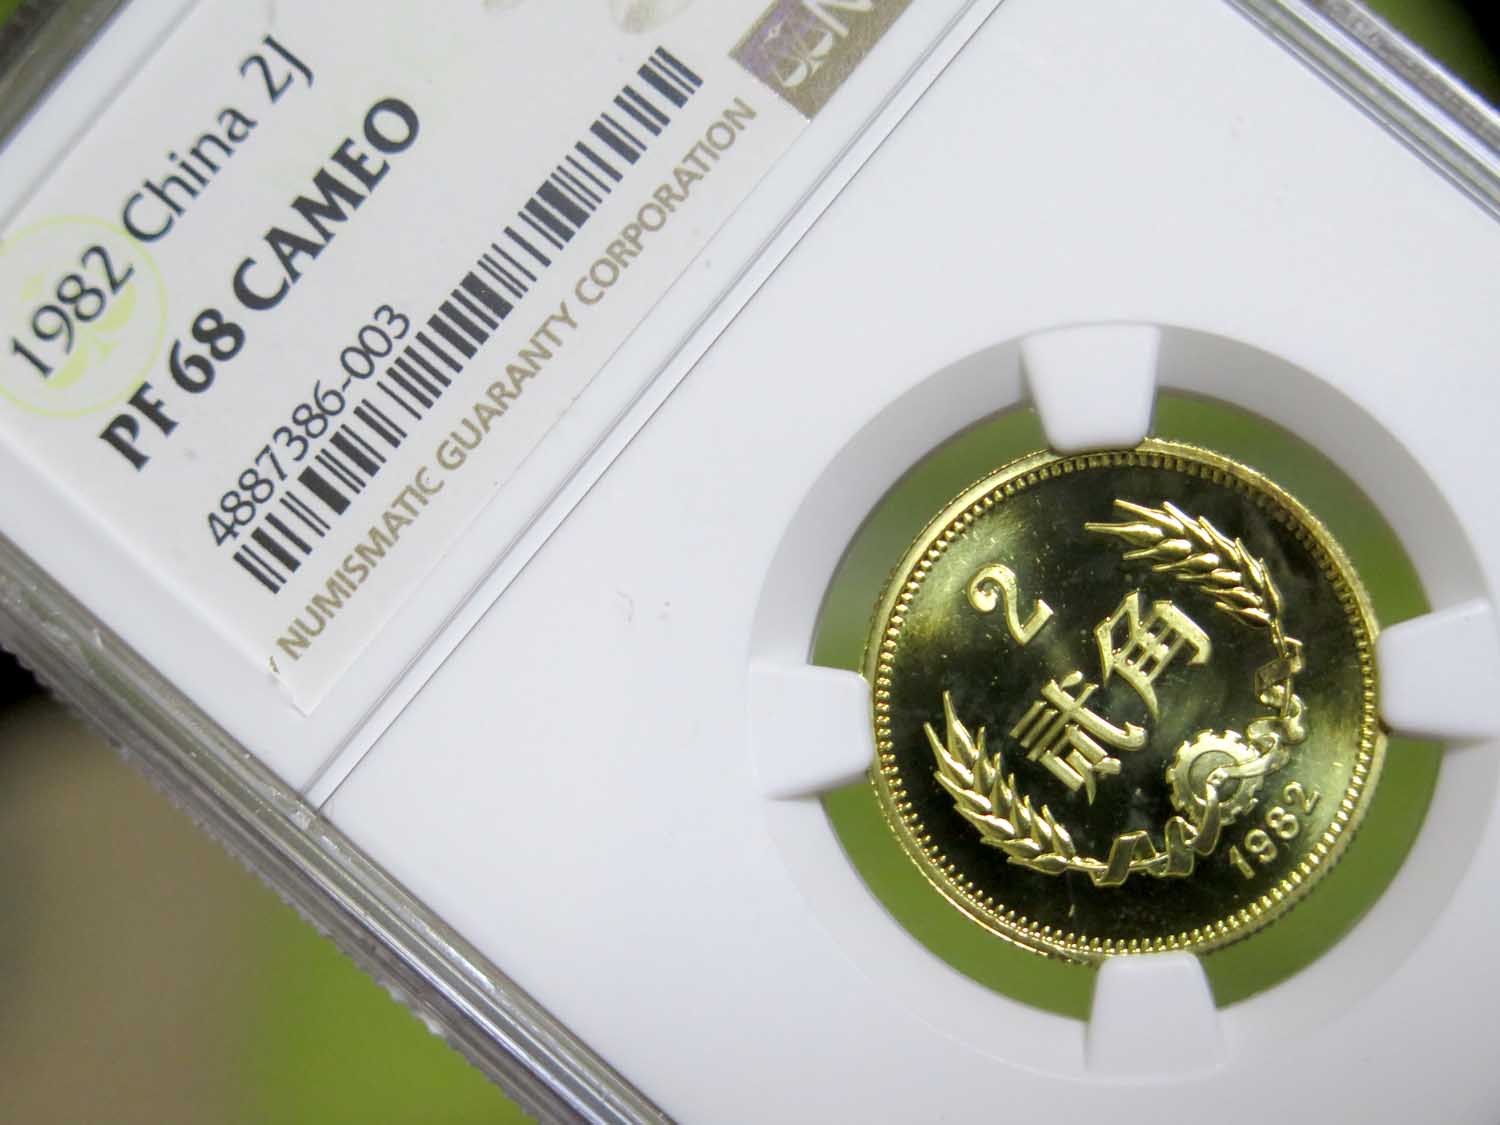 1982 China 2J
PF 68 CAMEO
4887386-003
NUMISMATIC GUARANTY CORPORATION
N
2
贰角
1982